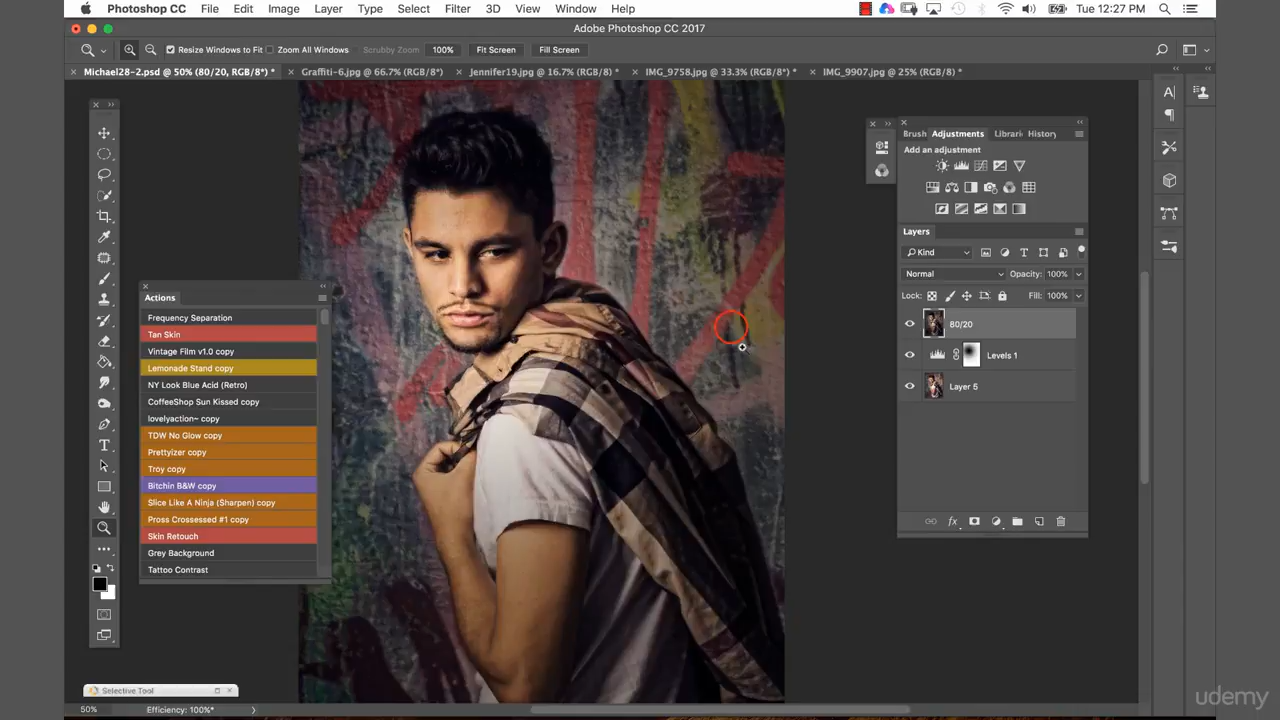 Photoshop CC File Edit Image Layer Type Select Filter 3D View Window Help Tue 12:27 PM
Adobe Photoshop CC 2017
Resize Windows to Fit Zoom All Windows Scrubby Zoom 100% Fit Screen Fill Screen
× Michael28-2.psd @ 50% (80/20, RGB/8*) * × Graffiti-6.jpg @ 66.7% (RGB/8*) × Jennifer19.jpg @ 16.7% (RGB/8) * × IMG_9758.jpg @ 33.3% (RGB/8*) * × IMG_9907.jpg @ 25% (RGB/8) *
Brush Adjustments Librari History
Add an adjustment
Layers
Kind
Normal Opacity: 100%
Lock: Fill: 100%
80/20
Levels 1
Layer 5
Actions
Frequency Separation
Tan Skin
Vintage Film v1.0 copy
Lemonade Stand copy
NY Look Blue Acid (Retro)
CoffeeShop Sun Kissed copy
lovelyaction~ copy
TDW No Glow copy
Prettyizer copy
Troy copy
Bitchin B&W copy
Slice Like A Ninja (Sharpen) copy
Pross Crossessed #1 copy
Skin Retouch
Grey Background
Tattoo Contrast
Selective Tool
50% Efficiency: 100%*
udemy